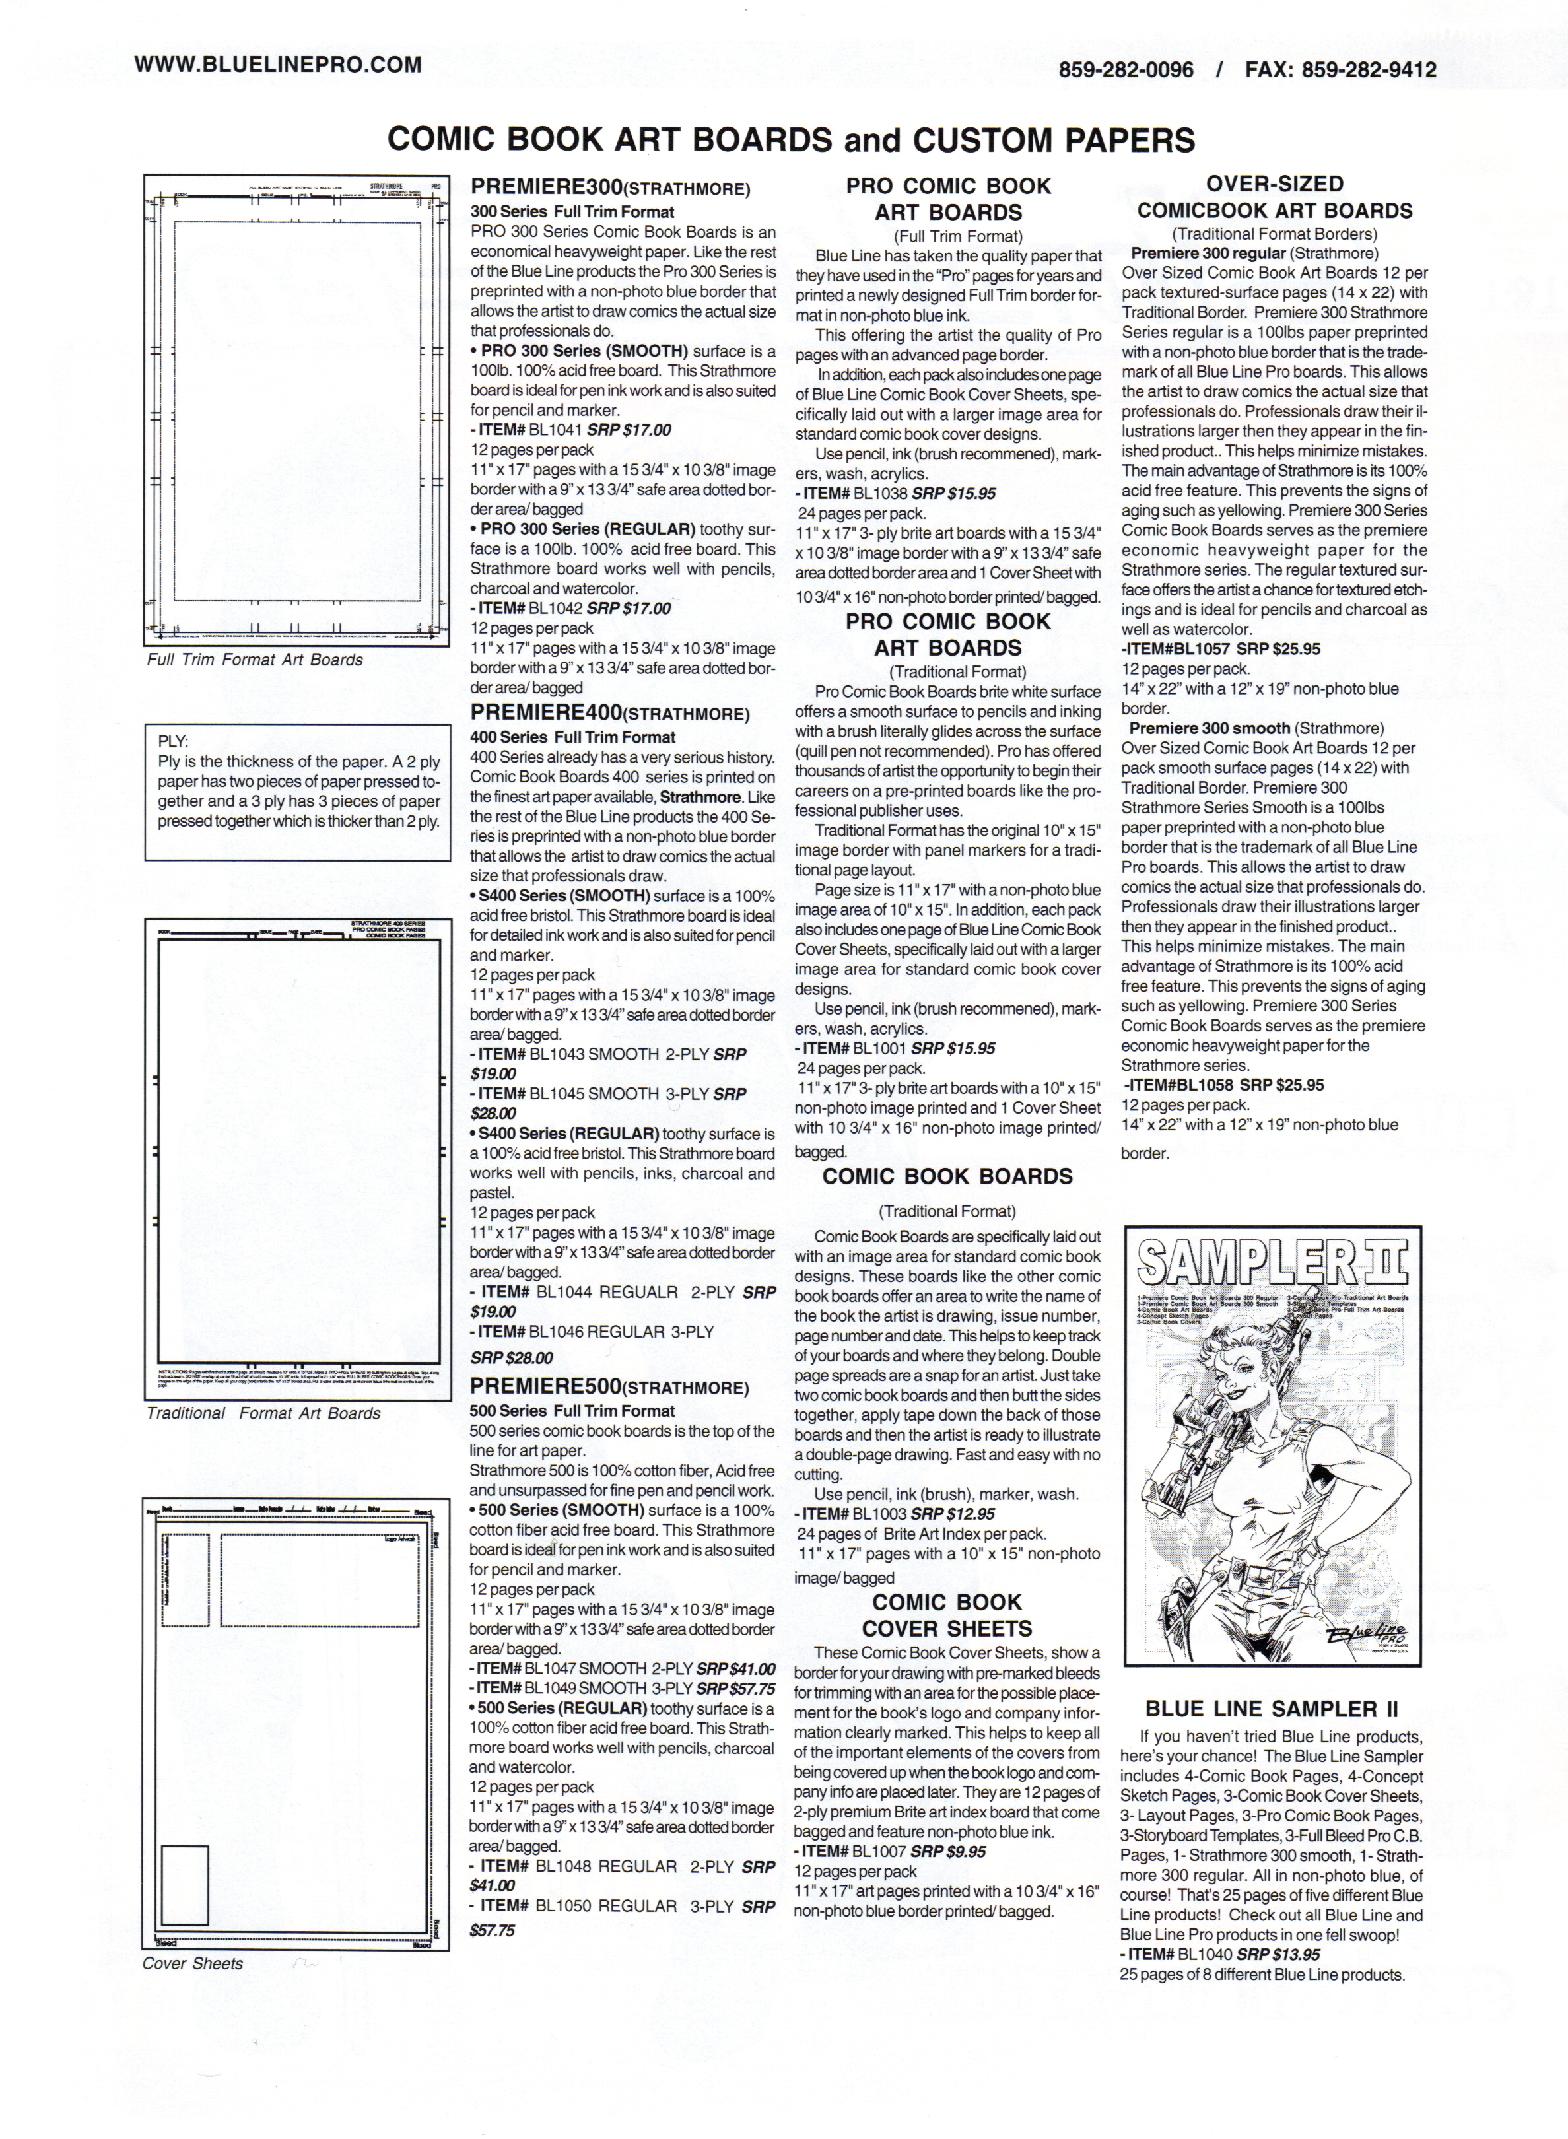 WWW.BLUELINEPRO.COM
859-282-0096 / FAX: 859-282-9412
COMIC BOOK ART BOARDS and CUSTOM PAPERS
Full Trim Format Art Boards
PLY:
Ply is the thickness of the paper. A 2 ply
paper has two pieces of paper pressed to-
gether and a 3 ply has 3 pieces of paper
pressed together which is thicker than 2 ply.
STRATHMORE 400 SERIES
PRO COMIC BOOK PAGES
Traditional Format Art Boards
Logo Artwork
Bleed
Bleed
Cover Sheets
PREMIERE300(STRATHMORE)
300 Series Full Trim Format
PRO 300 Series Comic Book Boards is an
economical heavyweight paper. Like the rest
of the Blue Line products the Pro 300 Series is
preprinted with a non-photo blue border that
allows the artist to draw comics the actual size
that professionals do.
• PRO 300 Series (SMOOTH) surface is a
100lb. 100% acid free board. This Strathmore
board is ideal for pen ink work and is also suited
for pencil and marker.
- ITEM# BL1041 SRP $17.00
12 pages per pack
11" x 17" pages with a 15 3/4" x 10 3/8" image
border with a 9" x 13 3/4" safe area dotted bor-
der area/ bagged
• PRO 300 Series (REGULAR) toothy sur-
face is a 100lb. 100% acid free board. This
Strathmore board works well with pencils,
charcoal and watercolor.
- ITEM# BL1042 SRP $17.00
12 pages per pack
11" x 17" pages with a 15 3/4" x 10 3/8" image
border with a 9" x 13 3/4" safe area dotted bor-
der area/ bagged
PREMIERE400(STRATHMORE)
400 Series Full Trim Format
400 Series already has a very serious history.
Comic Book Boards 400 series is printed on
the finest art paper available, Strathmore. Like
the rest of the Blue Line products the 400 Se-
ries is preprinted with a non-photo blue border
that allows the artist to draw comics the actual
size that professionals draw.
• S400 Series (SMOOTH) surface is a 100%
acid free bristol. This Strathmore board is ideal
for detailed ink work and is also suited for pencil
and marker.
12 pages per pack
11" x 17" pages with a 15 3/4" x 10 3/8" image
border with a 9" x 13 3/4" safe area dotted border
area/ bagged.
- ITEM# BL1043 SMOOTH 2-PLY SRP
$19.00
- ITEM# BL1045 SMOOTH 3-PLY SRP
$28.00
• S400 Series (REGULAR) toothy surface is
a 100% acid free bristol. This Strathmore board
works well with pencils, inks, charcoal and
pastel.
12 pages per pack
11" x 17" pages with a 15 3/4" x 10 3/8" image
border with a 9" x 13 3/4" safe area dotted border
area/ bagged.
- ITEM# BL1044 REGUALR 2-PLY SRP
$19.00
- ITEM# BL1046 REGULAR 3-PLY
SRP $28.00
PREMIERE500(STRATHMORE)
500 Series Full Trim Format
500 series comic book boards is the top of the
line for art paper.
Strathmore 500 is 100% cotton fiber, Acid free
and unsurpassed for fine pen and pencil work.
• 500 Series (SMOOTH) surface is a 100%
cotton fiber acid free board. This Strathmore
board is ideal for pen ink work and is also suited
for pencil and marker.
12 pages per pack
11" x 17" pages with a 15 3/4" x 10 3/8" image
border with a 9" x 13 3/4" safe area dotted border
area/ bagged.
- ITEM# BL1047 SMOOTH 2-PLY SRP $41.00
- ITEM# BL1049 SMOOTH 3-PLY SRP $57.75
• 500 Series (REGULAR) toothy surface is a
100% cotton fiber acid free board. This Strath-
more board works well with pencils, charcoal
and watercolor.
12 pages per pack
11" x 17" pages with a 15 3/4" x 10 3/8" image
border with a 9" x 13 3/4" safe area dotted border
area/ bagged.
- ITEM# BL1048 REGULAR 2-PLY SRP
$41.00
- ITEM# BL1050 REGULAR 3-PLY SRP
$57.75
PRO COMIC BOOK
ART BOARDS
(Full Trim Format)
Blue Line has taken the quality paper that
they have used in the "Pro" pages for years and
printed a newly designed Full Trim border for-
mat in non-photo blue ink.
This offering the artist the quality of Pro
pages with an advanced page border.
In addition, each pack also includes one page
of Blue Line Comic Book Cover Sheets, spe-
cifically laid out with a larger image area for
standard comic book cover designs.
Use pencil, ink (brush recommened), mark-
ers, wash, acrylics.
- ITEM# BL1038 SRP $15.95
24 pages per pack.
11" x 17" 3- ply brite art boards with a 15 3/4"
x 10 3/8" image border with a 9" x 13 3/4" safe
area dotted border area and 1 Cover Sheet with
10 3/4" x 16" non-photo border printed/ bagged.
PRO COMIC BOOK
ART BOARDS
(Traditional Format)
Pro Comic Book Boards brite white surface
offers a smooth surface to pencils and inking
with a brush literally glides across the surface
(quill pen not recommended). Pro has offered
thousands of artist the opportunity to begin their
careers on a pre-printed boards like the pro-
fessional publisher uses.
Traditional Format has the original 10" x 15"
image border with panel markers for a tradi-
tional page layout.
Page size is 11" x 17" with a non-photo blue
image area of 10" x 15". In addition, each pack
also includes one page of Blue Line Comic Book
Cover Sheets, specifically laid out with a larger
image area for standard comic book cover
designs.
Use pencil, ink (brush recommened), mark-
ers, wash, acrylics.
- ITEM# BL1001 SRP $15.95
24 pages per pack.
11" x 17" 3- ply brite art boards with a 10" x 15"
non-photo image printed and 1 Cover Sheet
with 10 3/4" x 16" non-photo image printed/
bagged.
COMIC BOOK BOARDS
(Traditional Format)
Comic Book Boards are specifically laid out
with an image area for standard comic book
designs. These boards like the other comic
book boards offer an area to write the name of
the book the artist is drawing, issue number,
page number and date. This helps to keep track
of your boards and where they belong. Double
page spreads are a snap for an artist. Just take
two comic book boards and then butt the sides
together, apply tape down the back of those
boards and then the artist is ready to illustrate
a double-page drawing. Fast and easy with no
cutting.
Use pencil, ink (brush), marker, wash.
- ITEM# BL1003 SRP $12.95
24 pages of Brite Art Index per pack.
11" x 17" pages with a 10" x 15" non-photo
image/ bagged
COMIC BOOK
COVER SHEETS
These Comic Book Cover Sheets, show a
border for your drawing with pre-marked bleeds
for trimming with an area for the possible place-
ment for the book's logo and company infor-
mation clearly marked. This helps to keep all
of the important elements of the covers from
being covered up when the book logo and com-
pany info are placed later. They are 12 pages of
2-ply premium Brite art index board that come
bagged and feature non-photo blue ink.
- ITEM# BL1007 SRP $9.95
12 pages per pack
11" x 17" art pages printed with a 10 3/4" x 16"
non-photo blue border printed/ bagged.
OVER-SIZED
COMICBOOK ART BOARDS
(Traditional Format Borders)
Premiere 300 regular (Strathmore)
Over Sized Comic Book Art Boards 12 per
pack textured-surface pages (14 x 22) with
Traditional Border. Premiere 300 Strathmore
Series regular is a 100lbs paper preprinted
with a non-photo blue border that is the trade-
mark of all Blue Line Pro boards. This allows
the artist to draw comics the actual size that
professionals do. Professionals draw their il-
lustrations larger then they appear in the fin-
ished product.. This helps minimize mistakes.
The main advantage of Strathmore is its 100%
acid free feature. This prevents the signs of
aging such as yellowing. Premiere 300 Series
Comic Book Boards serves as the premiere
economic heavyweight paper for the
Strathmore series. The regular textured sur-
face offers the artist a chance for textured etch-
ings and is ideal for pencils and charcoal as
well as watercolor.
-ITEM#BL1057 SRP $25.95
12 pages per pack.
14" x 22" with a 12" x 19" non-photo blue
border.
Premiere 300 smooth (Strathmore)
Over Sized Comic Book Art Boards 12 per
pack smooth surface pages (14 x 22) with
Traditional Border. Premiere 300
Strathmore Series Smooth is a 100lbs
paper preprinted with a non-photo blue
border that is the trademark of all Blue Line
Pro boards. This allows the artist to draw
comics the actual size that professionals do.
Professionals draw their illustrations larger
then they appear in the finished product..
This helps minimize mistakes. The main
advantage of Strathmore is its 100% acid
free feature. This prevents the signs of aging
such as yellowing. Premiere 300 Series
Comic Book Boards serves as the premiere
economic heavyweight paper for the
Strathmore series.
-ITEM#BL1058 SRP $25.95
12 pages per pack.
14" x 22" with a 12" x 19" non-photo blue
border.
SAMPLER II
Blue line
PRO
BLUE LINE SAMPLER II
If you haven't tried Blue Line products,
here's your chance! The Blue Line Sampler
includes 4-Comic Book Pages, 4-Concept
Sketch Pages, 3-Comic Book Cover Sheets,
3- Layout Pages, 3-Pro Comic Book Pages,
3-Storyboard Templates, 3-Full Bleed Pro C.B.
Pages, 1- Strathmore 300 smooth, 1- Strath-
more 300 regular. All in non-photo blue, of
course! That's 25 pages of five different Blue
Line products! Check out all Blue Line and
Blue Line Pro products in one fell swoop!
- ITEM# BL1040 SRP $13.95
25 pages of 8 different Blue Line products.